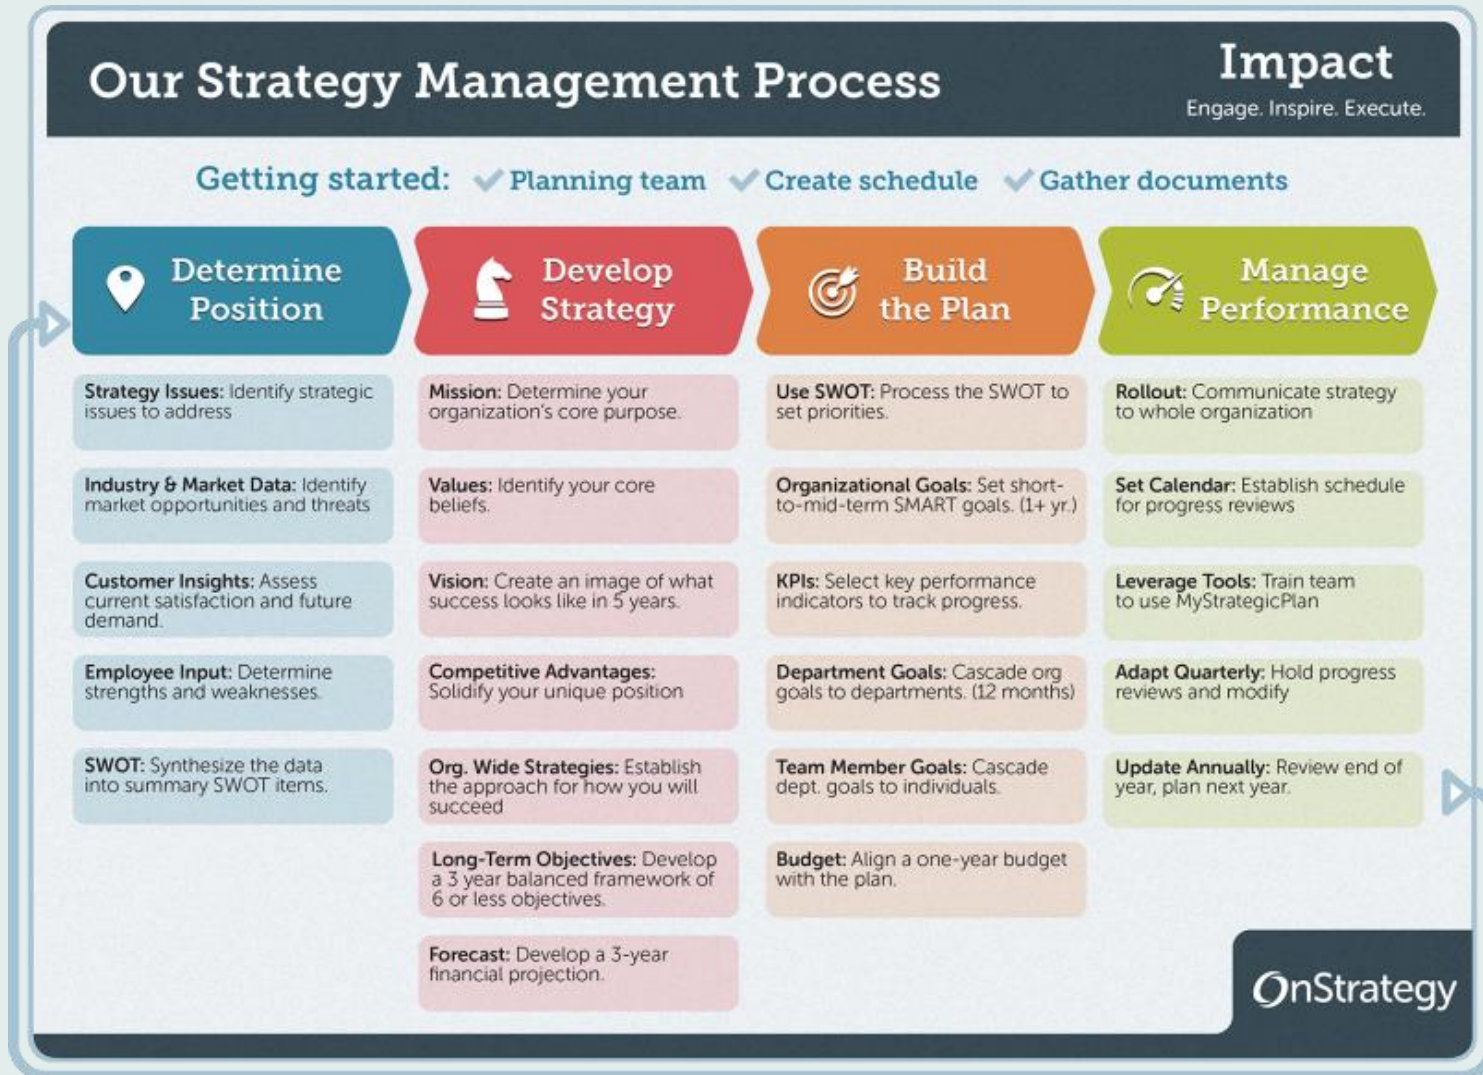 Our Strategy Management Process
Impact
Engage. Inspire. Execute.
Getting started: Planning team Create schedule Gather documents
Determine
Position
Strategy Issues: Identify strategic
issues to address
Industry & Market Data: Identify
market opportunities and threats
Customer Insights: Assess
current satisfaction and future
demand.
Employee Input: Determine
strengths and weaknesses.
SWOT: Synthesize the data
into summary SWOT items.
Develop
Strategy
Mission: Determine your
organization's core purpose.
Values: Identify your core
beliefs.
Vision: Create an image of what
success looks like in 5 years.
Competitive Advantages:
Solidify your unique position
Org. Wide Strategies: Establish
the approach for how you will
succeed
Long-Term Objectives: Develop
a 3 year balanced framework of
6 or less objectives.
Forecast: Develop a 3-year
financial projection.
Build
the Plan
Use SWOT: Process the SWOT to
set priorities.
Organizational Goals: Set short-
to-mid-term SMART goals. (1+ yr.)
KPIs: Select key performance
indicators to track progress.
Department Goals: Cascade org
goals to departments. (12 months)
Team Member Goals: Cascade
dept. goals to individuals.
Budget: Align a one-year budget
with the plan.
Manage
Performance
Rollout: Communicate strategy
to whole organization
Set Calendar: Establish schedule
for progress reviews
Leverage Tools: Train team
to use MyStrategicPlan
Adapt Quarterly: Hold progress
reviews and modify
Update Annually: Review end of
year, plan next year.
OnStrategy